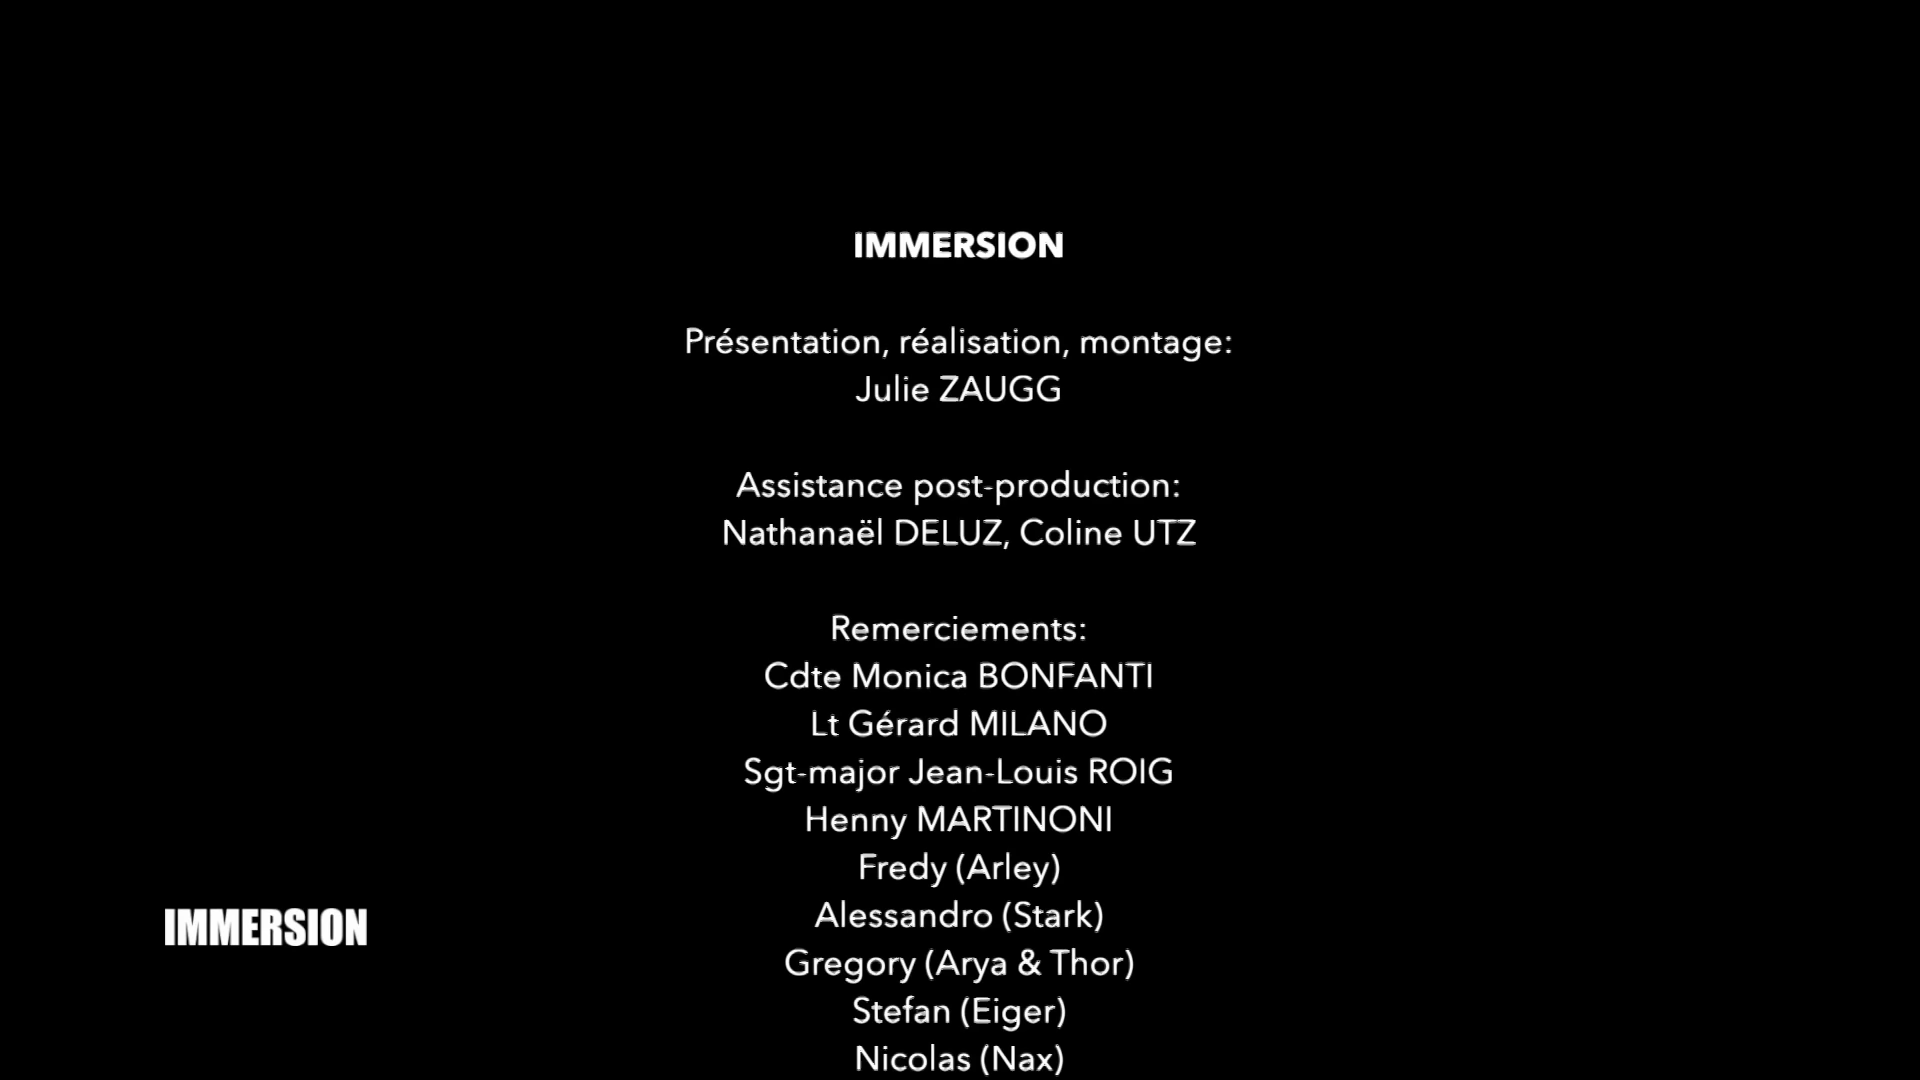 IMMERSION
Présentation, réalisation, montage:
Julie ZAUGG
Assistance post-production:
Nathanaël DELUZ, Coline UTZ
Remerciements:
Cdte Monica BONFANTI
Lt Gérard MILANO
Sgt-major Jean-Louis ROIG
Henny MARTINONI
Fredy (Arley)
Alessandro (Stark)
IMMERSION
Gregory (Arya & Thor)
Stefan (Eiger)
Nicolas (Nax)